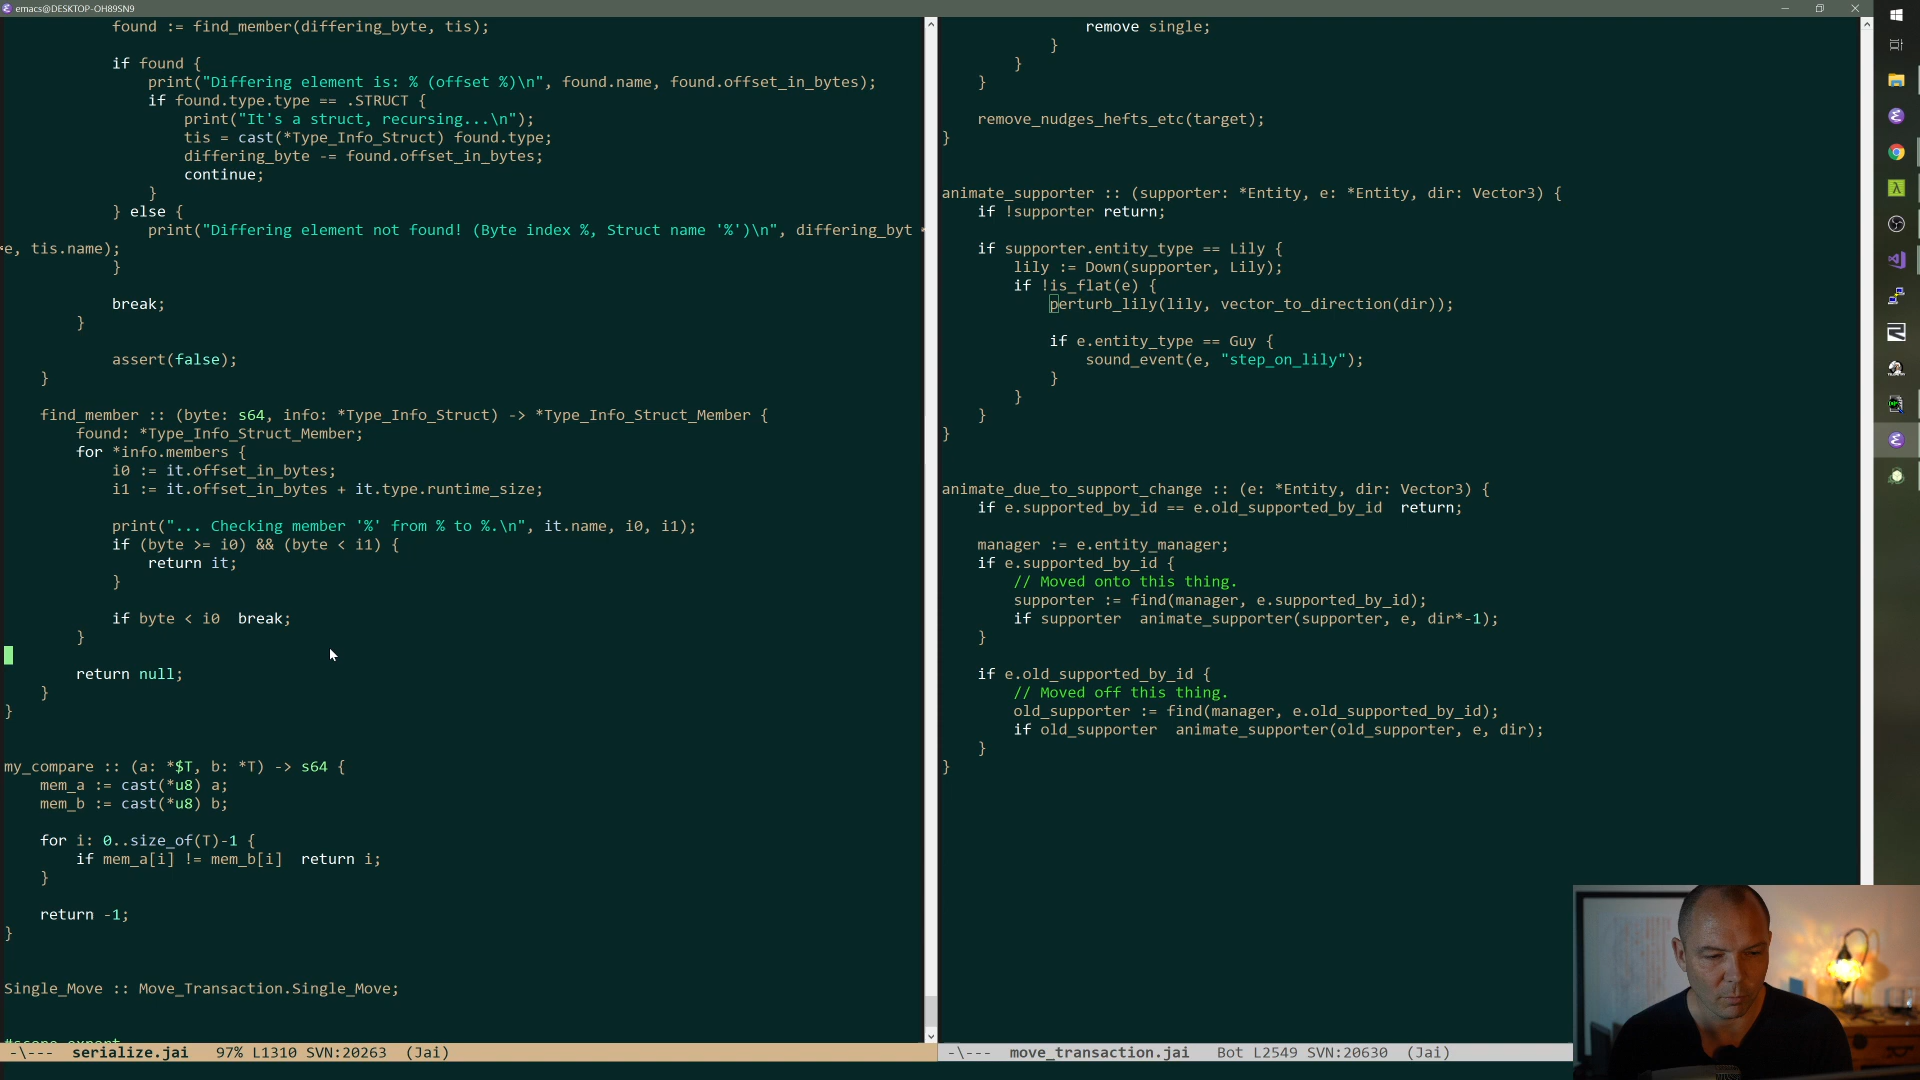 emacs@DESKTOP-OH89SN9
found := find_member(differing_byte, tis);
if found {
print("Differing element is: % (offset %)\n", found.name, found.offset_in_bytes);
if found.type.type == .STRUCT {
print("It's a struct, recursing...\n");
tis = cast(*Type_Info_Struct) found.type;
differing_byte -= found.offset_in_bytes;
continue;
}
} else {
print("Differing element not found! (Byte index %, Struct name '%')\n", differing_byt
e, tis.name);
}
break;
}
assert(false);
}
find_member :: (byte: s64, info: *Type_Info_Struct) -> *Type_Info_Struct_Member {
found: *Type_Info_Struct_Member;
for *info.members {
i0 := it.offset_in_bytes;
i1 := it.offset_in_bytes + it.type.runtime_size;
print("... Checking member '%' from % to %.\n", it.name, i0, i1);
if (byte >= i0) && (byte < i1) {
return it;
}
if byte < i0  break;
}
return null;
}
}
my_compare :: (a: *$T, b: *T) -> s64 {
mem_a := cast(*u8) a;
mem_b := cast(*u8) b;
for i: 0..size_of(T)-1 {
if mem_a[i] != mem_b[i]  return i;
}
return -1;
}
Single_Move :: Move_Transaction.Single_Move;
#scope_export
-\---  serialize.jai   97% L1310 SVN:20263  (Jai)
remove single;
}
}
}
remove_nudges_hefts_etc(target);
}
animate_supporter :: (supporter: *Entity, e: *Entity, dir: Vector3) {
if !supporter return;
if supporter.entity_type == Lily {
lily := Down(supporter, Lily);
if !is_flat(e) {
perturb_lily(lily, vector_to_direction(dir));
if e.entity_type == Guy {
sound_event(e, "step_on_lily");
}
}
}
}
animate_due_to_support_change :: (e: *Entity, dir: Vector3) {
if e.supported_by_id == e.old_supported_by_id  return;
manager := e.entity_manager;
if e.supported_by_id {
// Moved onto this thing.
supporter := find(manager, e.supported_by_id);
if supporter  animate_supporter(supporter, e, dir*-1);
}
if e.old_supported_by_id {
// Moved off this thing.
old_supporter := find(manager, e.old_supported_by_id);
if old_supporter  animate_supporter(old_supporter, e, dir);
}
}
-\---  move_transaction.jai   Bot L2549 SVN:20630  (Jai)